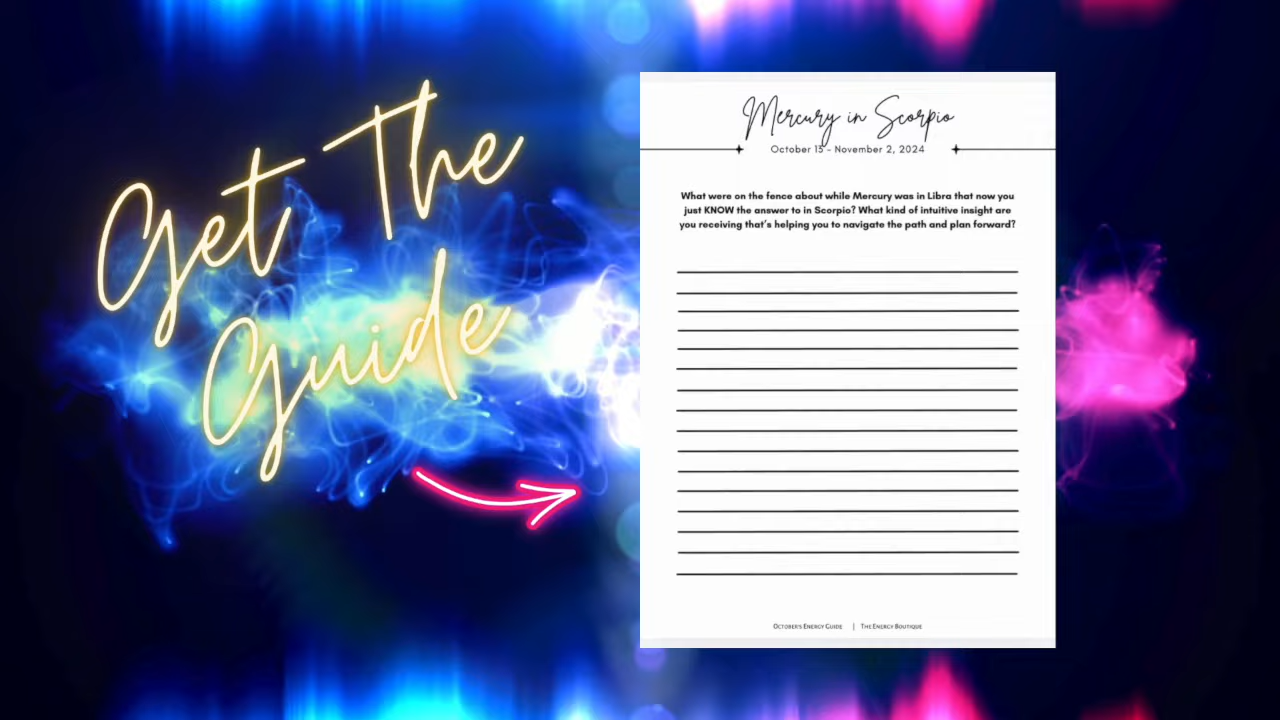 Get The
Guide
Mercury in Scorpio
October 15 - November 2, 2024
What were on the fence about while Mercury was in Libra that now you
just KNOW the answer to in Scorpio? What kind of intuitive insight are
you receiving that's helping you to navigate the path and plan forward?
October's Energy Guide | The Energy Boutique